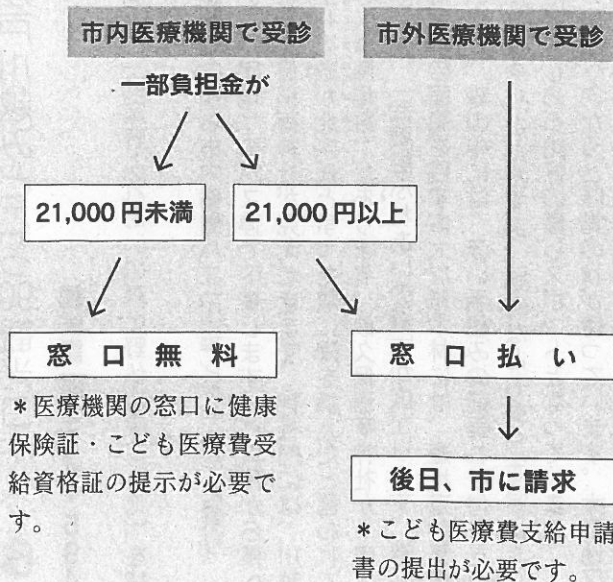 市内医療機関で受診
市外医療機関で受診
一部負担金が
21,000円未満
21,000円以上
窓口無料
窓口払い
*医療機関の窓口に健康
保険証・こども医療費受
給資格証の提示が必要で
す。
後日、市に請求
*こども医療費支給申請
書の提出が必要です。